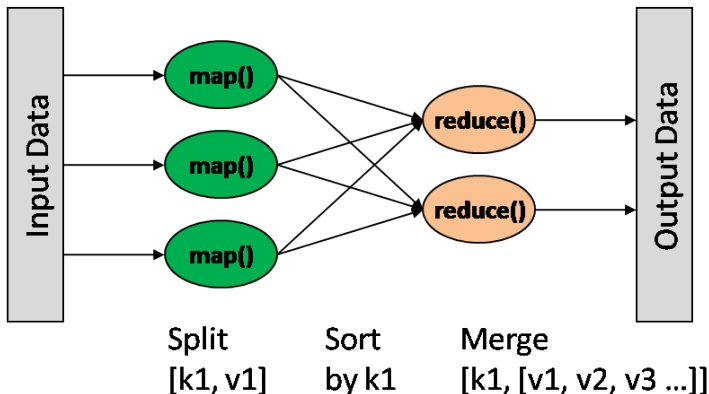 Input Data
map()
map()
map()
reduce()
reduce()
Output Data
Split
[k1, v1]
Sort
by k1
Merge
[k1, [v1, v2, v3 …]]